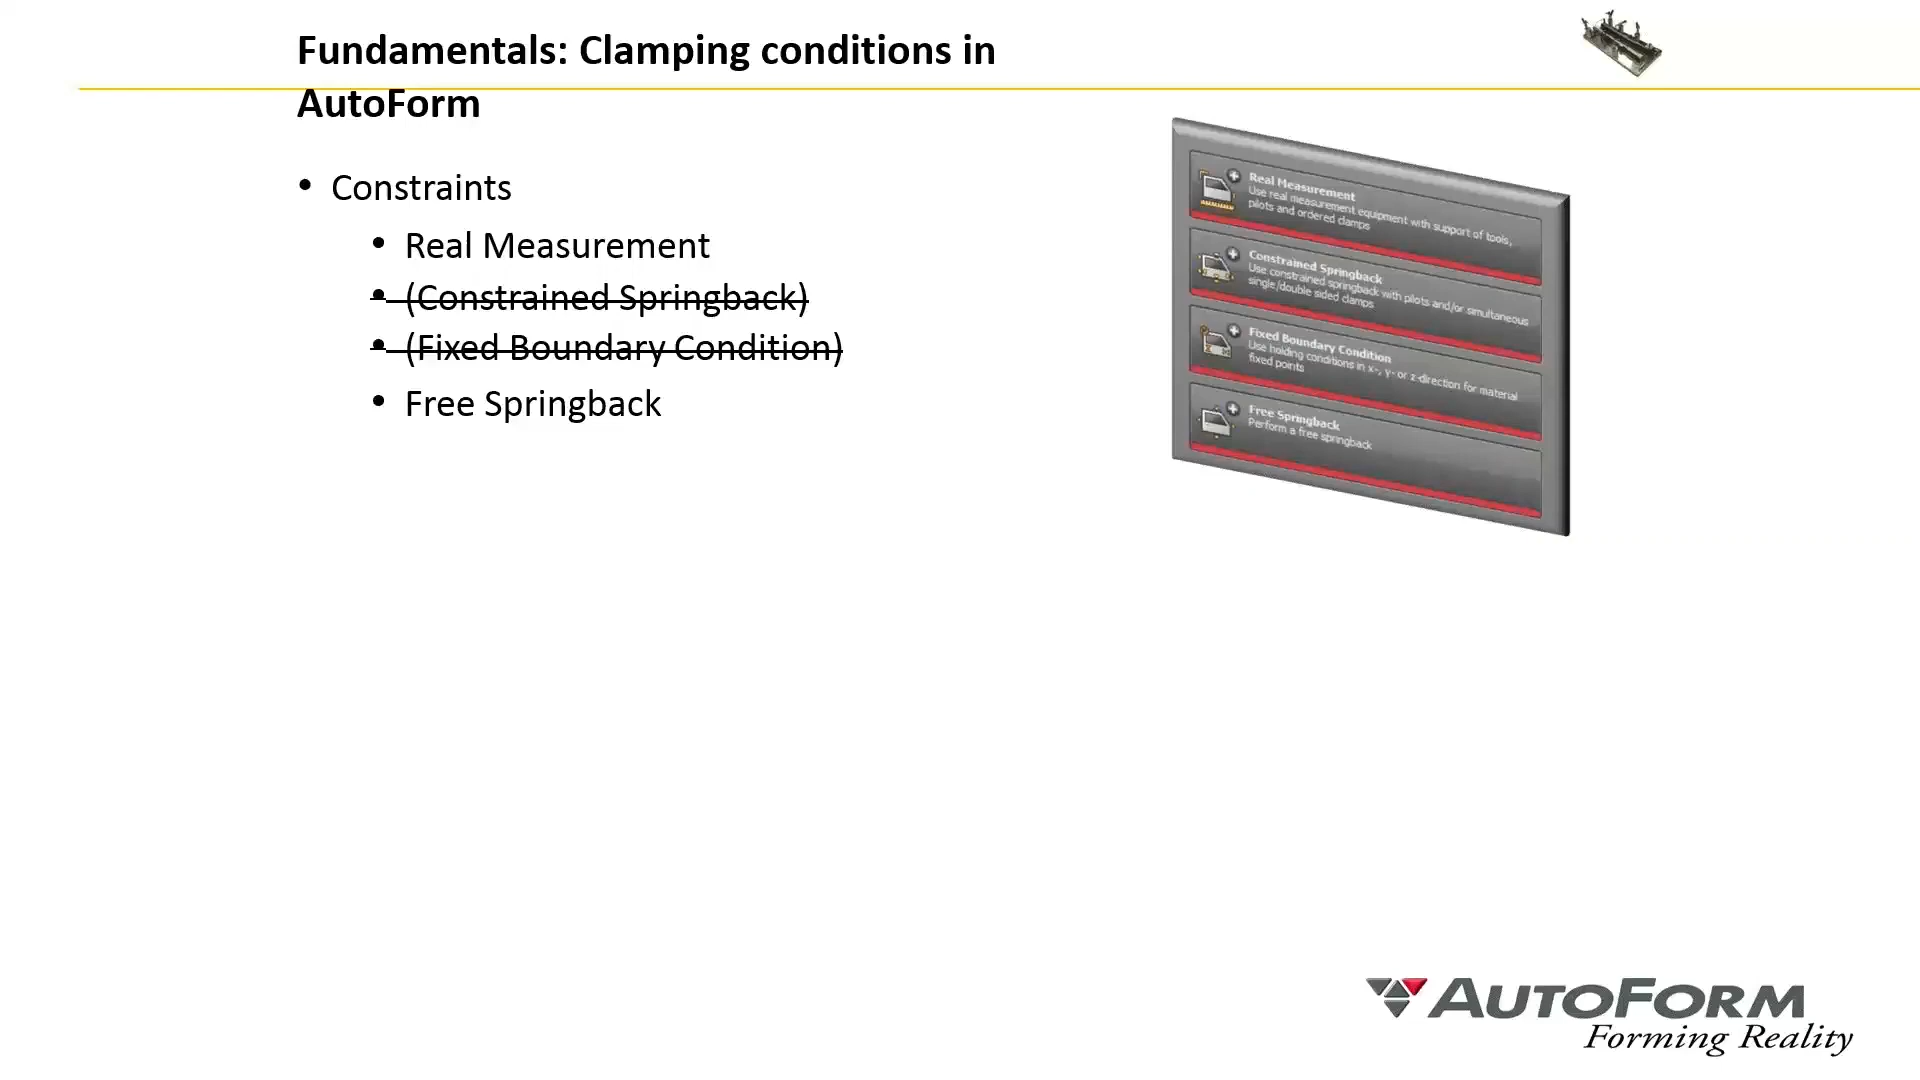 Fundamentals: Clamping conditions in
AutoForm
• Constraints
• Real Measurement
• (Constrained Springback)
• (Fixed Boundary Condition)
• Free Springback
Real Measurement
Use real measurement equipment with support of tools,
pilots and ordered clamps
Constrained Springback
Use constrained springback with pilots and/or simultaneous
single/double sided clamps
Fixed Boundary Condition
Use holding conditions in x-, y- or z-direction for material
fixed points
Free Springback
Perform a free springback
AUTOFORM
Forming Reality